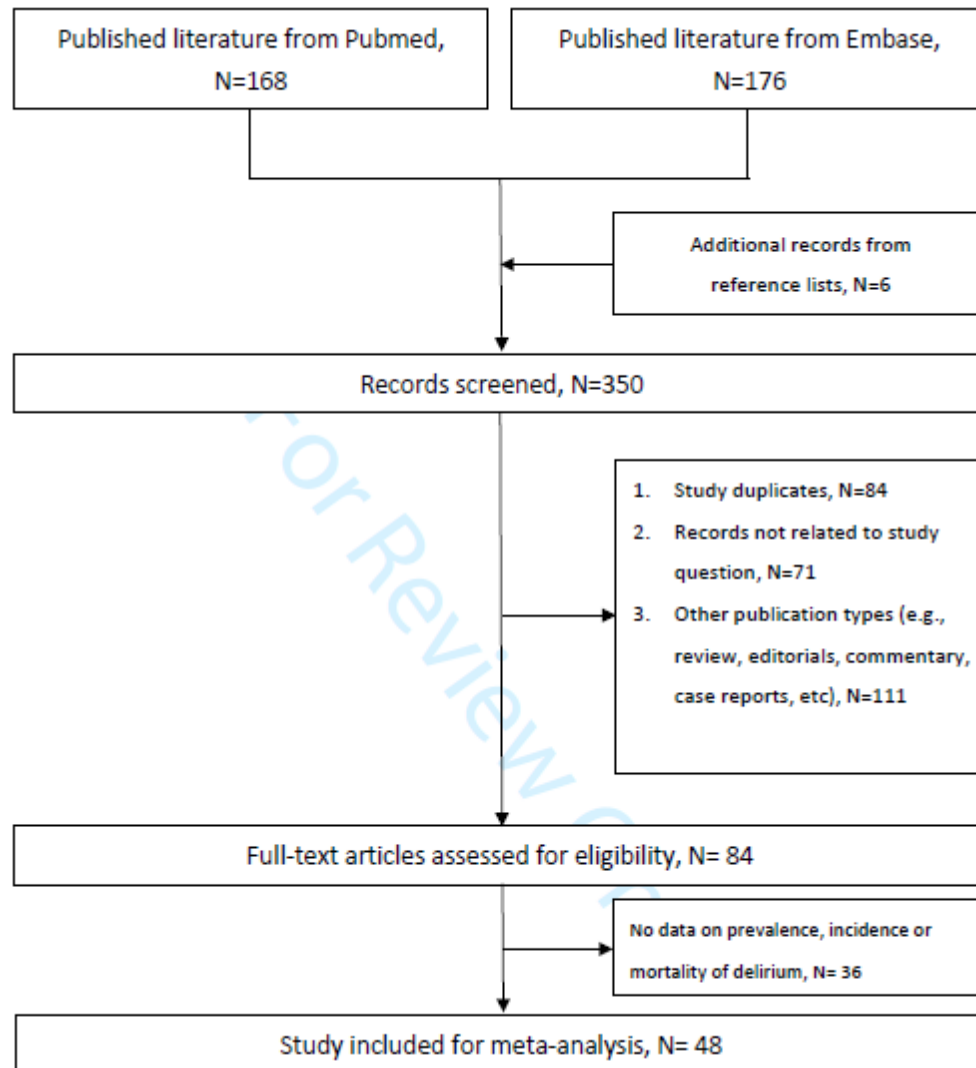 Published literature from Pubmed,
N=168
Published literature from Embase,
N=176
Additional records from
reference lists, N=6
Records screened, N=350
1. Study duplicates, N=84
2. Records not related to study
question, N=71
3. Other publication types (e.g.,
review, editorials, commentary,
case reports, etc), N=111
Full-text articles assessed for eligibility, N= 84
No data on prevalence, incidence or
mortality of delirium, N= 36
Study included for meta-analysis, N= 48
or Review